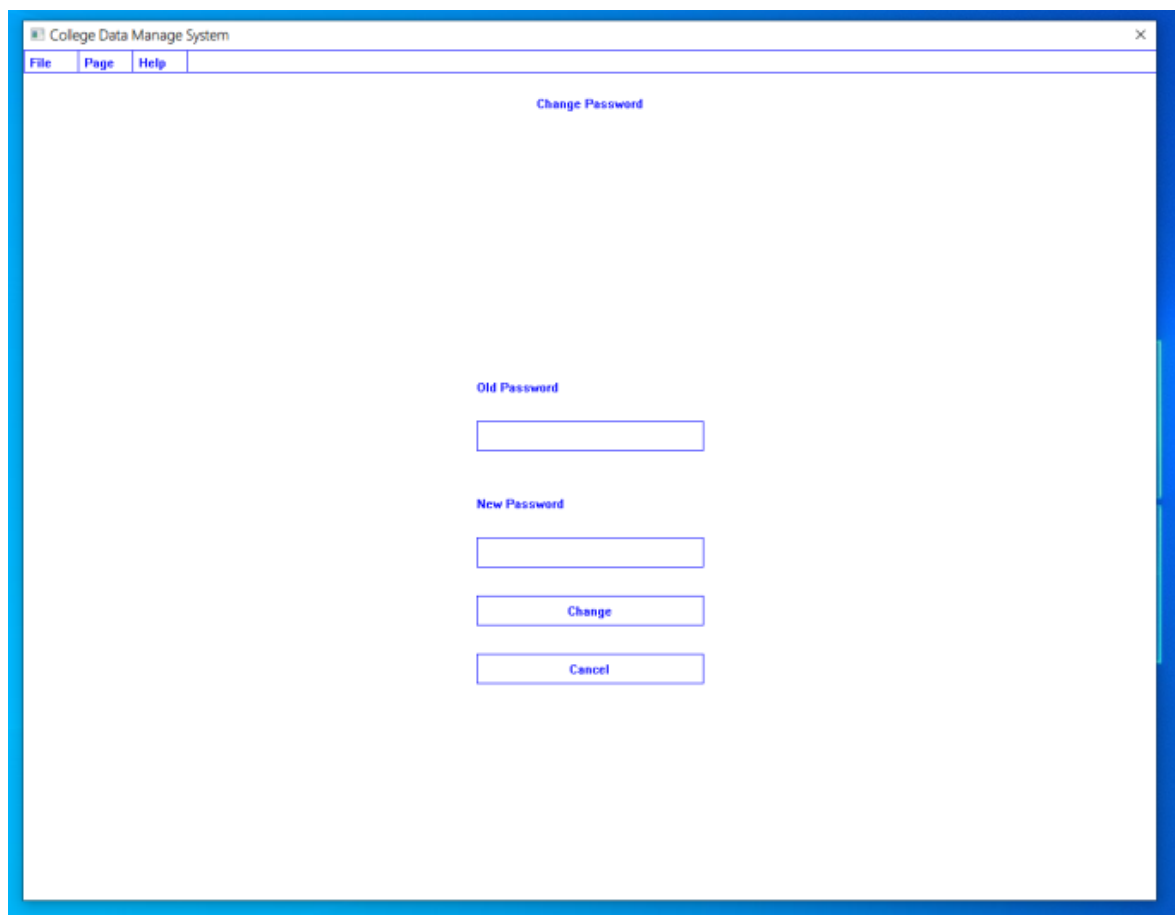 College Data Manage System
File Page Help
Change Password
Old Password
New Password
Change
Cancel